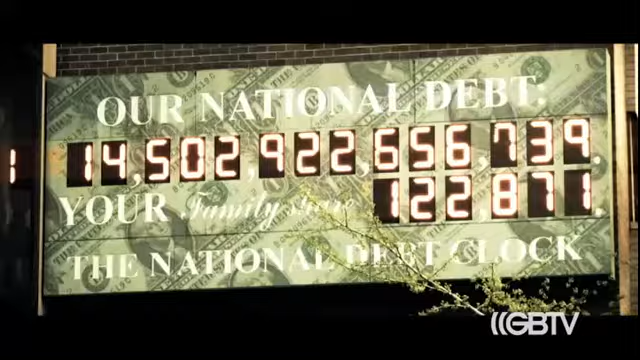 OUR NATIONAL DEBT:
14,502,922,656,739.
YOUR Family share 122,871.
THE NATIONAL DEBT CLOCK
GBTV